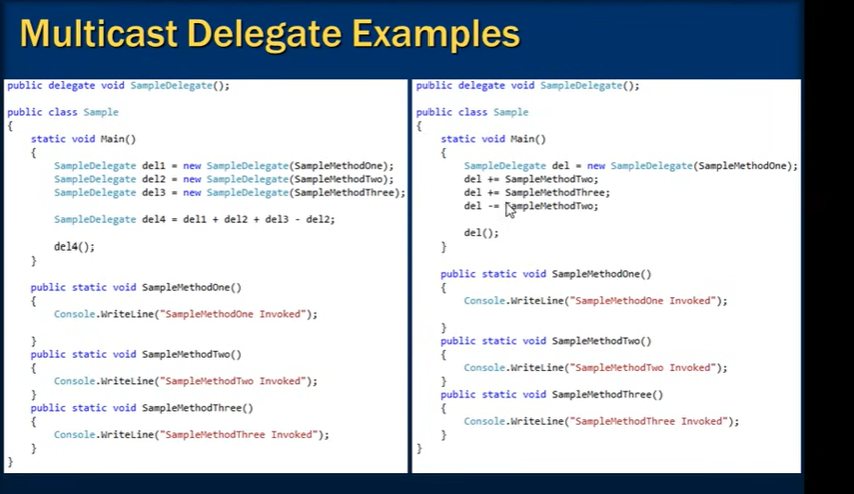 Multicast Delegate Examples
public delegate void SampleDelegate();
public class Sample
{
static void Main()
{
SampleDelegate del1 = new SampleDelegate(SampleMethodOne);
SampleDelegate del2 = new SampleDelegate(SampleMethodTwo);
SampleDelegate del3 = new SampleDelegate(SampleMethodThree);
SampleDelegate del4 = del1 + del2 + del3 - del2;
del4();
}
public static void SampleMethodOne()
{
Console.WriteLine("SampleMethodOne Invoked");
}
public static void SampleMethodTwo()
{
Console.WriteLine("SampleMethodTwo Invoked");
}
public static void SampleMethodThree()
{
Console.WriteLine("SampleMethodThree Invoked");
}
}
public delegate void SampleDelegate();
public class Sample
{
static void Main()
{
SampleDelegate del = new SampleDelegate(SampleMethodOne);
del += SampleMethodTwo;
del += SampleMethodThree;
del -= SampleMethodTwo;
del();
}
public static void SampleMethodOne()
{
Console.WriteLine("SampleMethodOne Invoked");
}
public static void SampleMethodTwo()
{
Console.WriteLine("SampleMethodTwo Invoked");
}
public static void SampleMethodThree()
{
Console.WriteLine("SampleMethodThree Invoked");
}
}